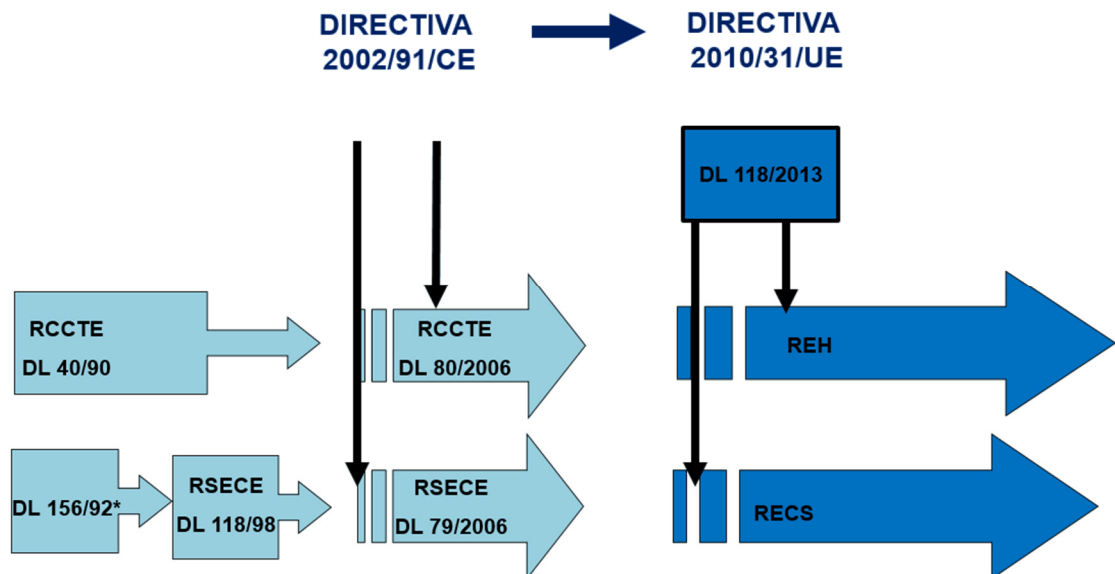 DIRECTIVA
2002/91/CE
DIRECTIVA
2010/31/UE
DL 118/2013
RCCTE
DL 40/90
RCCTE
DL 80/2006
REH
DL 156/92*
RSECE
DL 118/98
RSECE
DL 79/2006
RECS